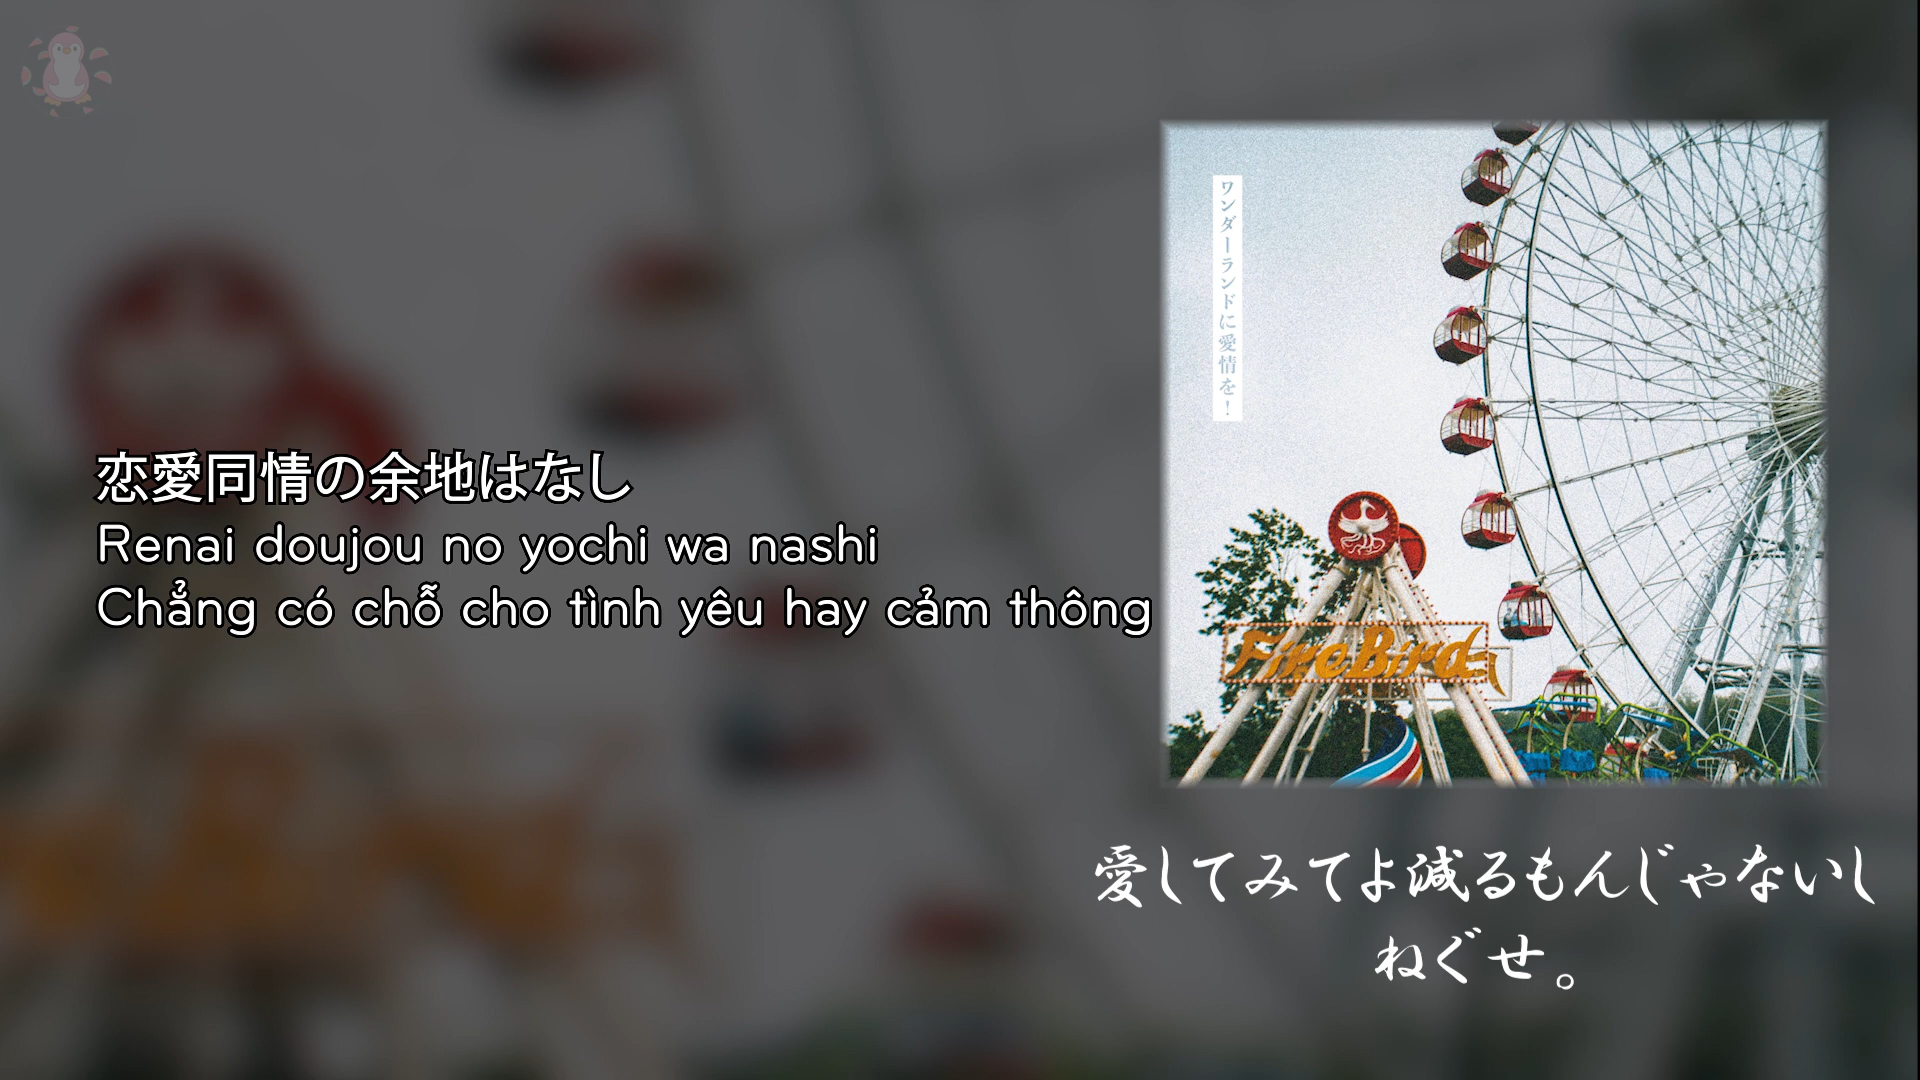 恋愛同情の余地はなし
Renai doujou no yochi wa nashi
Chẳng có chỗ cho tình yêu hay cảm thông
ワンダーランドに愛情を！
FireBird
愛してみてよ減るもんじゃないし
ねぐせ。